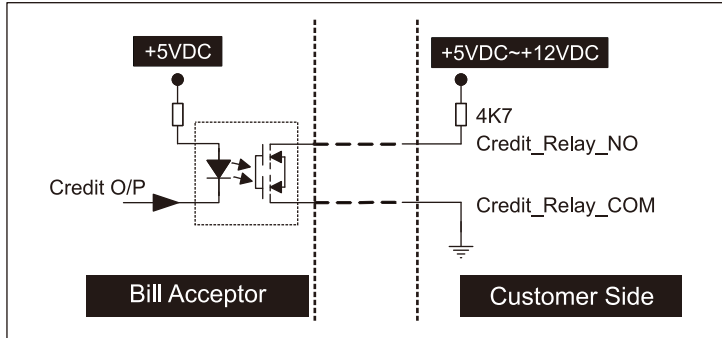 +5VDC
+5VDC~+12VDC
4K7
Credit_Relay_NO
Credit O/P
Credit_Relay_COM
Bill Acceptor
Customer Side